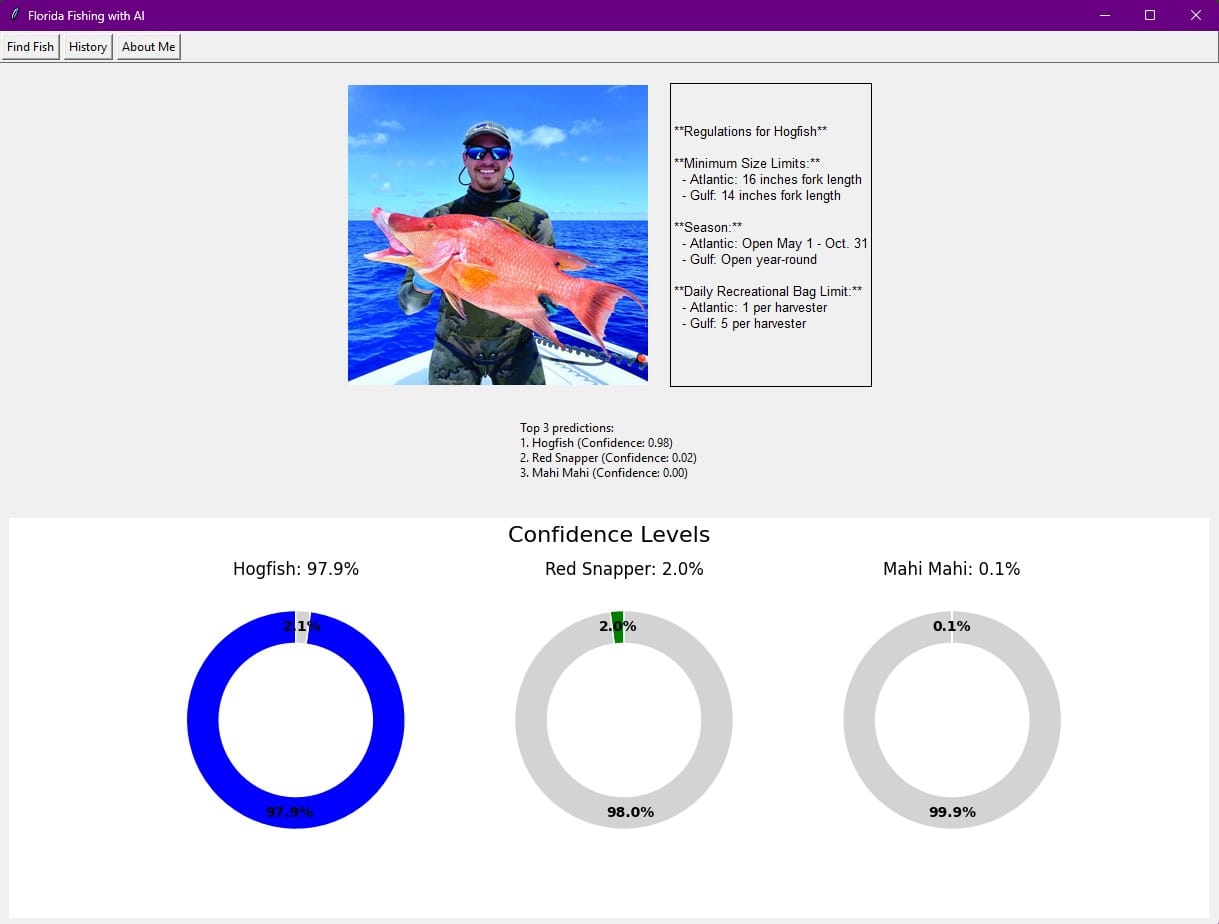 Florida Fishing with AI
Find Fish History About Me
**Regulations for Hogfish**
**Minimum Size Limits:**
- Atlantic: 16 inches fork length
- Gulf: 14 inches fork length
**Season:**
- Atlantic: Open May 1 - Oct. 31
- Gulf: Open year-round
**Daily Recreational Bag Limit:**
- Atlantic: 1 per harvester
- Gulf: 5 per harvester
Top 3 predictions:
1. Hogfish (Confidence: 0.98)
2. Red Snapper (Confidence: 0.02)
3. Mahi Mahi (Confidence: 0.00)
Confidence Levels
Hogfish: 97.9% Red Snapper: 2.0% Mahi Mahi: 0.1%
2.1% 2.0% 0.1%
97.9% 98.0% 99.9%